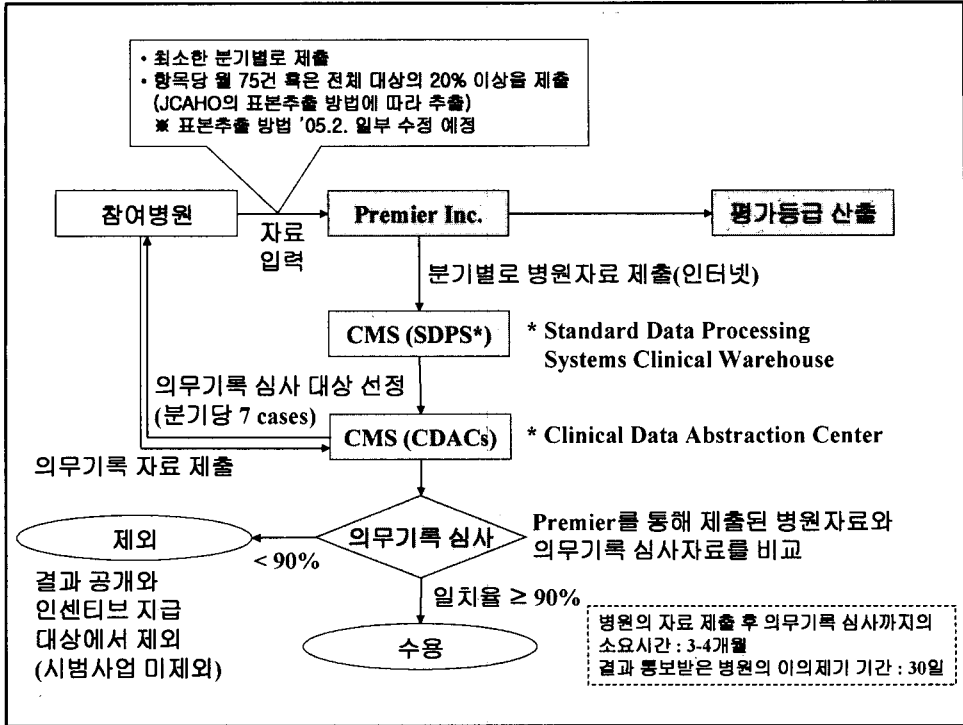 • 최소한 분기별로 제출
• 항목당 월 75건 혹은 전체 대상의 20% 이상을 제출
(JCAHO의 표본추출 방법에 따라 추출)
※ 표본추출 방법 '05.2. 일부 수정 예정
참여병원
자료
입력
Premier Inc.
평가등급 산출
분기별로 병원자료 제출(인터넷)
CMS (SDPS*)
* Standard Data Processing
Systems Clinical Warehouse
의무기록 심사 대상 선정
(분기당 7 cases)
CMS (CDACs)
* Clinical Data Abstraction Center
의무기록 자료 제출
제외
< 90%
의무기록 심사
Premier를 통해 제출된 병원자료와
의무기록 심사자료를 비교
결과 공개와
인센티브 지급
대상에서 제외
(시범사업 미제외)
일치율 ≥ 90%
수용
병원의 자료 제출 후 의무기록 심사까지의
소요시간 : 3-4개월
결과 통보받은 병원의 이의제기 기간 : 30일